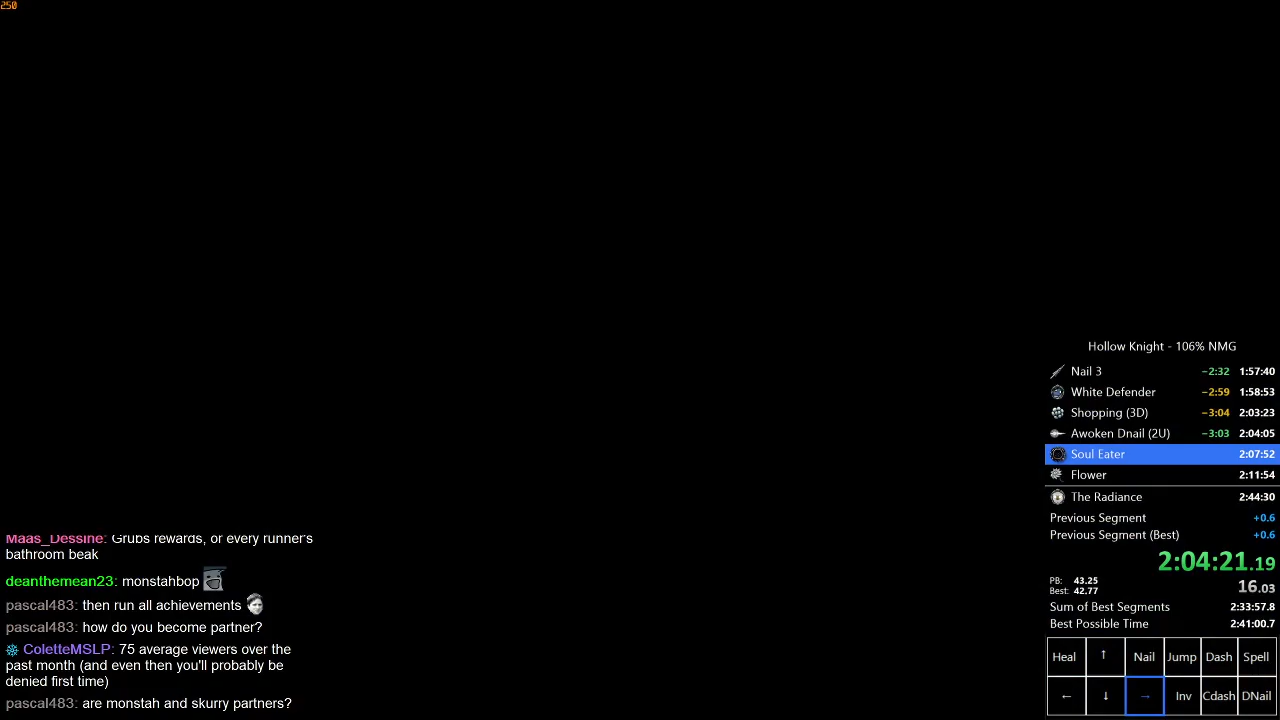 250
Hollow Knight - 106% NMG
Nail 3 −2:32 1:57:40
White Defender −2:59 1:58:53
Shopping (3D) −3:04 2:03:23
Awoken Dnail (2U) −3:03 2:04:05
Soul Eater 2:07:52
Flower 2:11:54
The Radiance 2:44:30
Previous Segment +0.6
Previous Segment (Best) +0.6
2:04:21.19
PB: 43.25 16.03
Best: 42.77
Sum of Best Segments 2:33:57.8
Best Possible Time 2:41:00.7
Heal ↑ Nail Jump Dash Spell
← ↓ → Inv Cdash DNail
Maas_Dessine: Grubs rewards, or every runner's
bathroom beak
deanthemean23: monstahbop
pascal483: then run all achievements
pascal483: how do you become partner?
ColetteMSLP: 75 average viewers over the
past month (and even then you'll probably be
denied first time)
pascal483: are monstah and skurry partners?